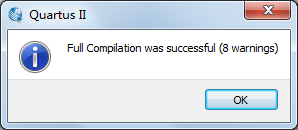 Quartus II
Full Compilation was successful (8 warnings)
OK